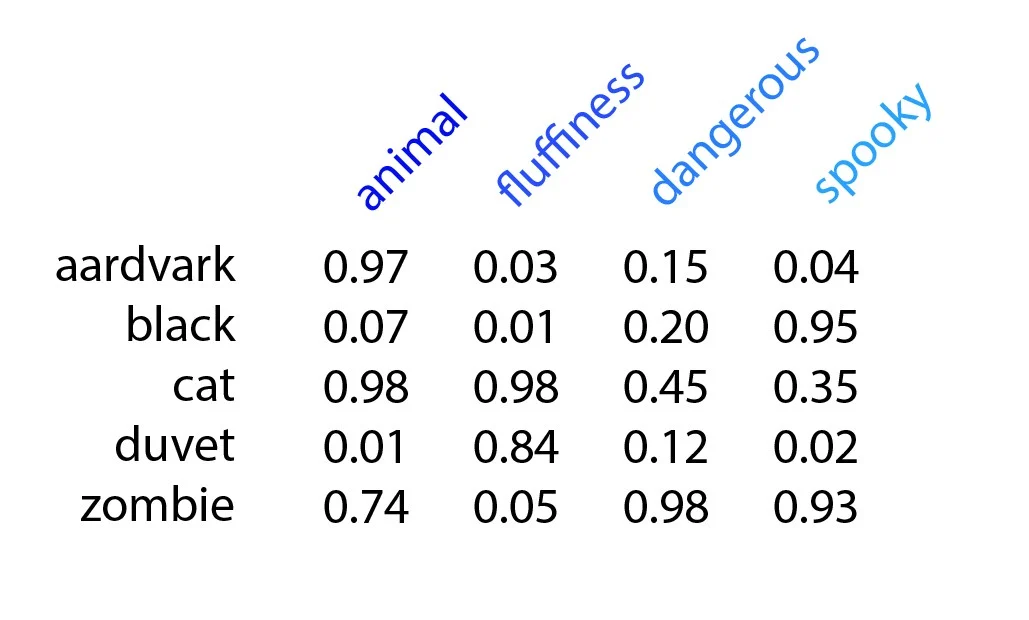 animal fluffiness dangerous spooky
aardvark 0.97 0.03 0.15 0.04
black 0.07 0.01 0.20 0.95
cat 0.98 0.98 0.45 0.35
duvet 0.01 0.84 0.12 0.02
zombie 0.74 0.05 0.98 0.93